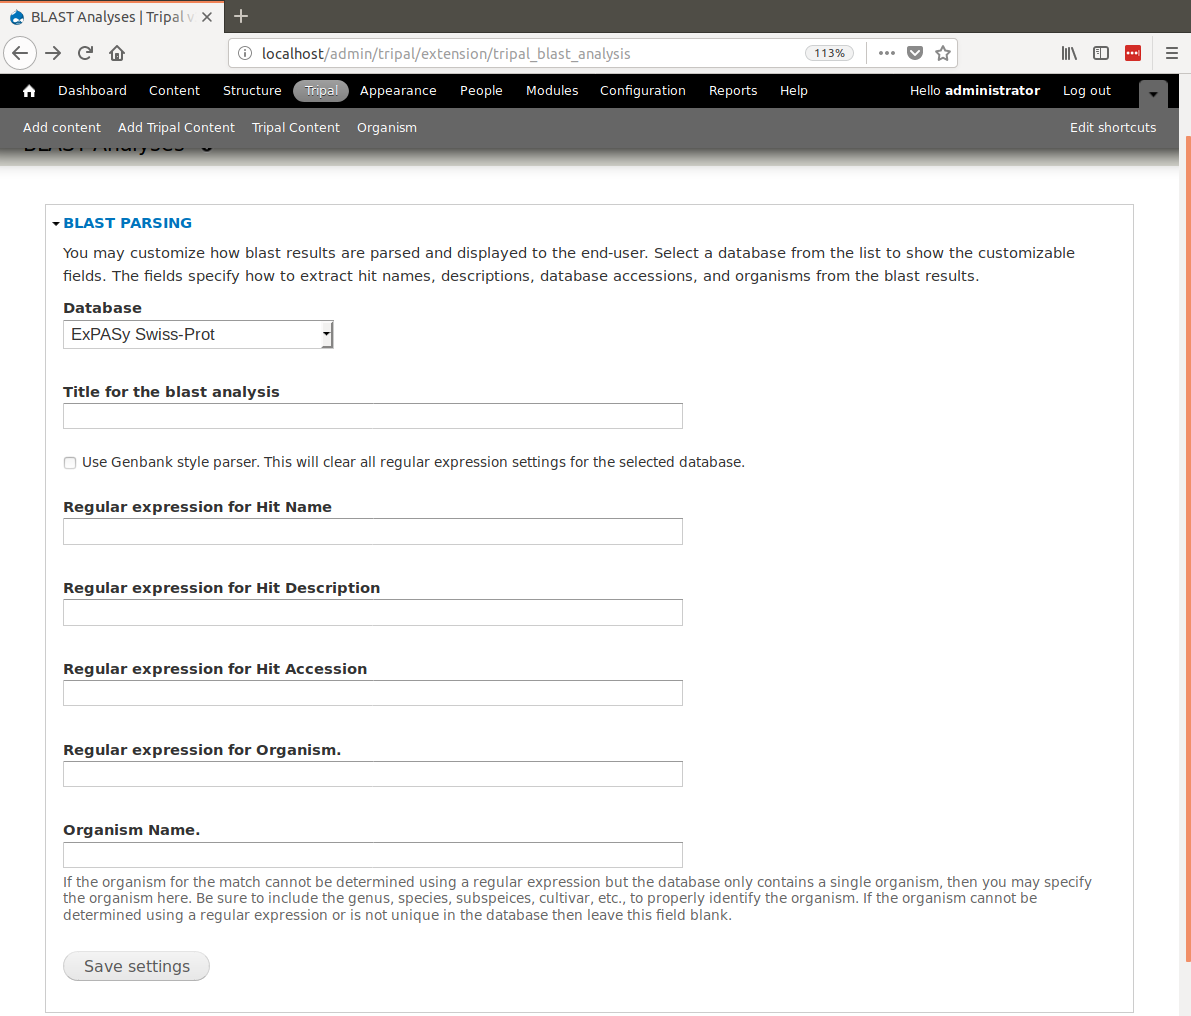 BLAST Analyses | Tripal v
localhost/admin/tripal/extension/tripal_blast_analysis 113%
Dashboard Content Structure Tripal Appearance People Modules Configuration Reports Help Hello administrator Log out
Add content Add Tripal Content Tripal Content Organism Edit shortcuts
BLAST Analyses
BLAST PARSING
You may customize how blast results are parsed and displayed to the end-user. Select a database from the list to show the customizable
fields. The fields specify how to extract hit names, descriptions, database accessions, and organisms from the blast results.
Database
ExPASy Swiss-Prot
Title for the blast analysis
Use Genbank style parser. This will clear all regular expression settings for the selected database.
Regular expression for Hit Name
Regular expression for Hit Description
Regular expression for Hit Accession
Regular expression for Organism.
Organism Name.
If the organism for the match cannot be determined using a regular expression but the database only contains a single organism, then you may specify
the organism here. Be sure to include the genus, species, subspeices, cultivar, etc., to properly identify the organism. If the organism cannot be
determined using a regular expression or is not unique in the database then leave this field blank.
Save settings